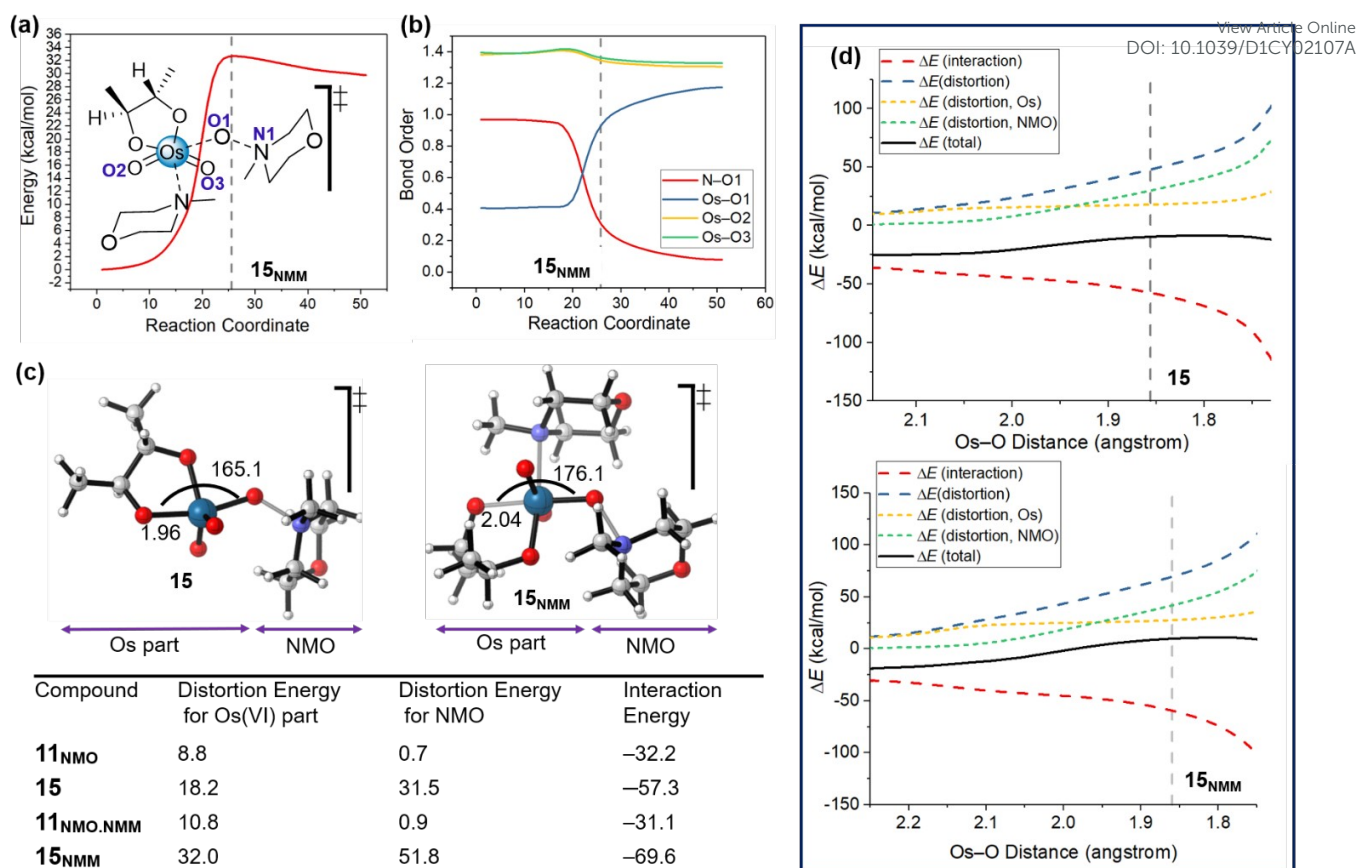 View Article Online
DOI: 10.1039/D1CY02107A
(a)
Energy (kcal/mol)
36
34
32
30
28
26
24
22
20
18
16
14
12
10
8
6
4
2
0
-2
H
H
O
O
Os
O1
O2
O
O
O3
O
N1
N
O
N
O
‡
15NMM
0 10 20 30 40 50
Reaction Coordinate
(b)
Bond Order
1.4
1.2
1.0
0.8
0.6
0.4
0.2
0.0
N–O1
Os–O1
Os–O2
Os–O3
15NMM
0 10 20 30 40 50 60
Reaction Coordinate
(c)
‡
165.1
1.96
15
Os part
NMO
‡
176.1
2.04
15NMM
Os part
NMO
Compound Distortion Energy for Os(VI) part Distortion Energy for NMO Interaction Energy
11NMO 8.8 0.7 –32.2
15 18.2 31.5 –57.3
11NMO.NMM 10.8 0.9 –31.1
15NMM 32.0 51.8 –69.6
(d)
ΔE (interaction)
ΔE(distortion)
ΔE (distortion, Os)
ΔE (distortion, NMO)
ΔE (total)
ΔE (kcal/mol)
100
50
0
-50
-100
-150
15
2.1 2.0 1.9 1.8
Os–O Distance (angstrom)
ΔE (interaction)
ΔE(distortion)
ΔE (distortion, Os)
ΔE (distortion, NMO)
ΔE (total)
ΔE (kcal/mol)
150
100
50
0
-50
-100
-150
15NMM
2.2 2.1 2.0 1.9 1.8
Os–O Distance (angstrom)